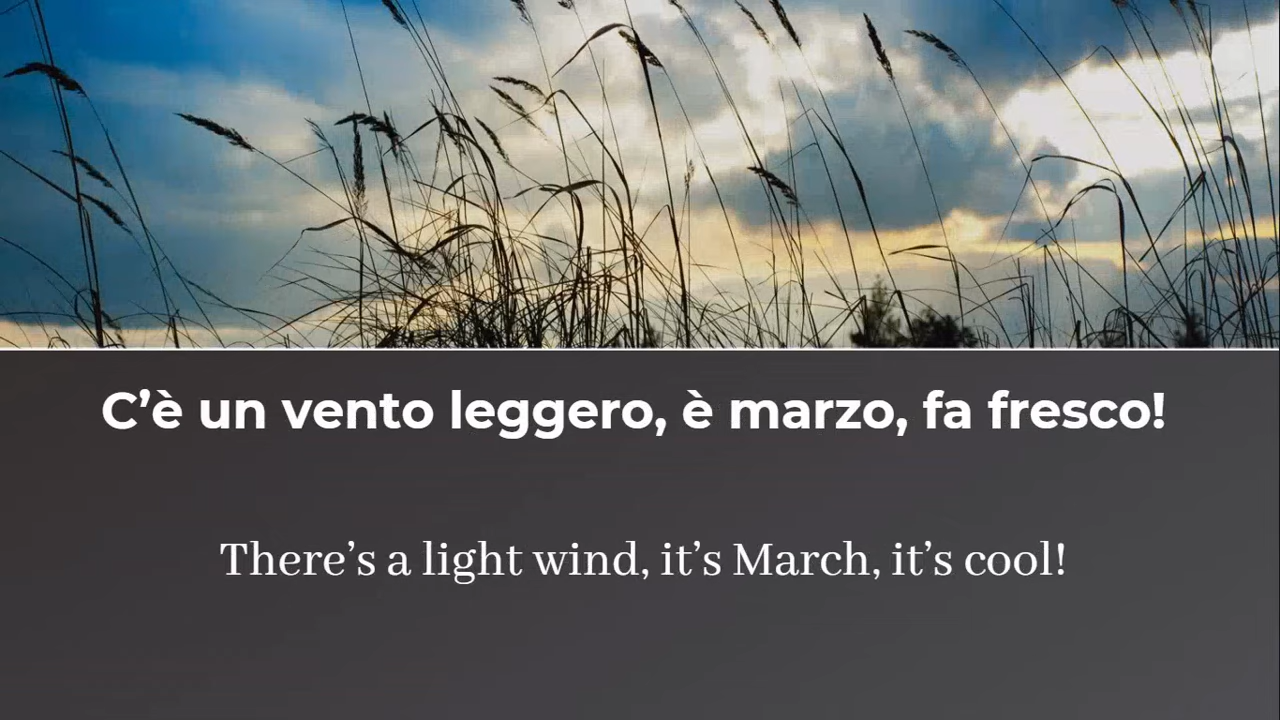 C’è un vento leggero, è marzo, fa fresco!
There’s a light wind, it’s March, it’s cool!